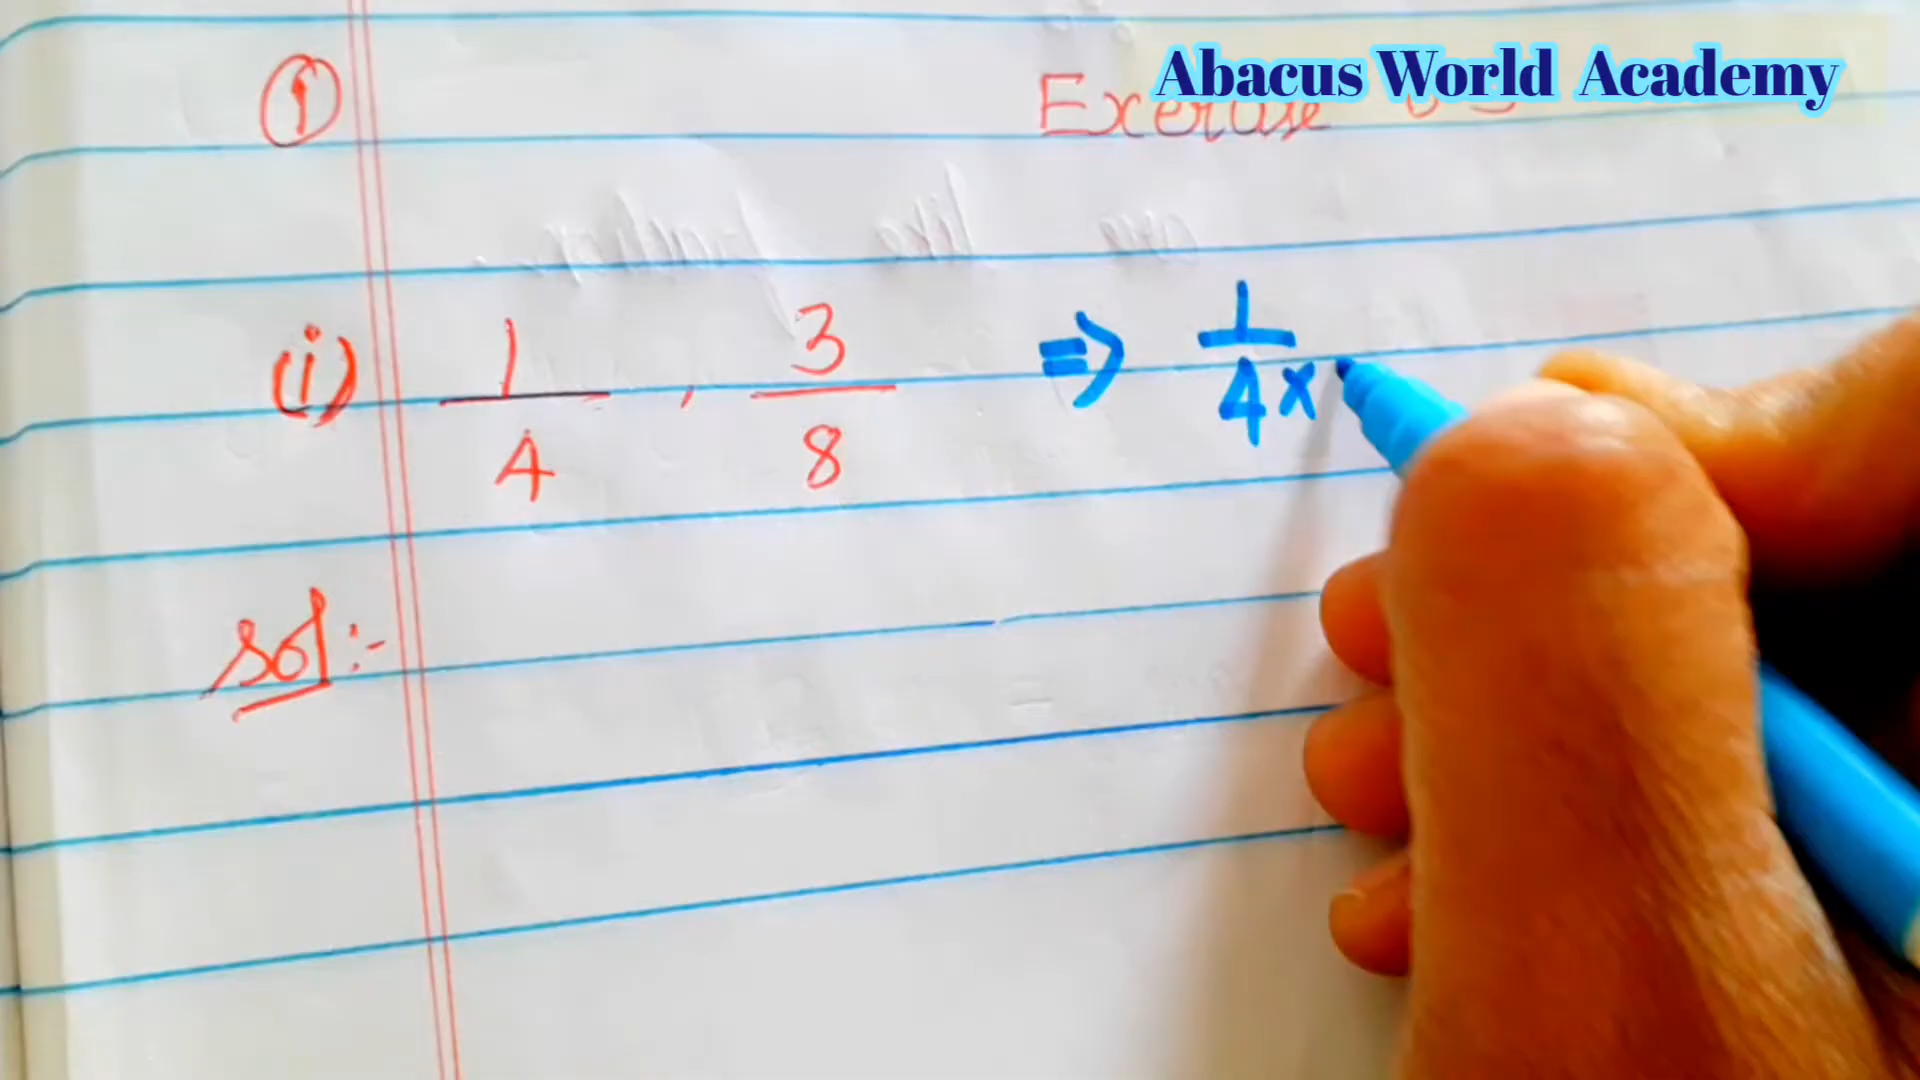 Abacus World Academy
① Exercise
(i) 1/4 , 3/8 ⇒ 1/4×
sol:-